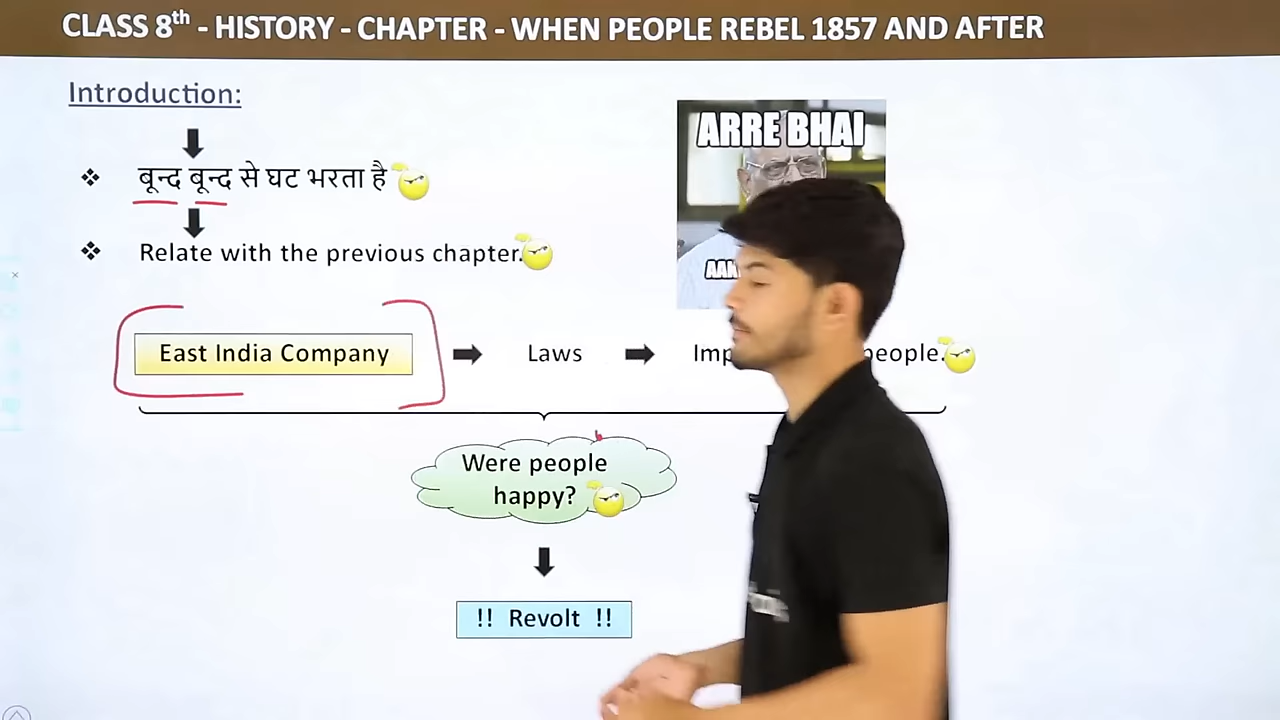 CLASS 8th - HISTORY - CHAPTER - WHEN PEOPLE REBEL 1857 AND AFTER
Introduction:
ARRE BHAI
बून्द बून्द से घट भरता है
Relate with the previous chapter.
East India Company
Laws
people.
Were people
happy?
!! Revolt !!